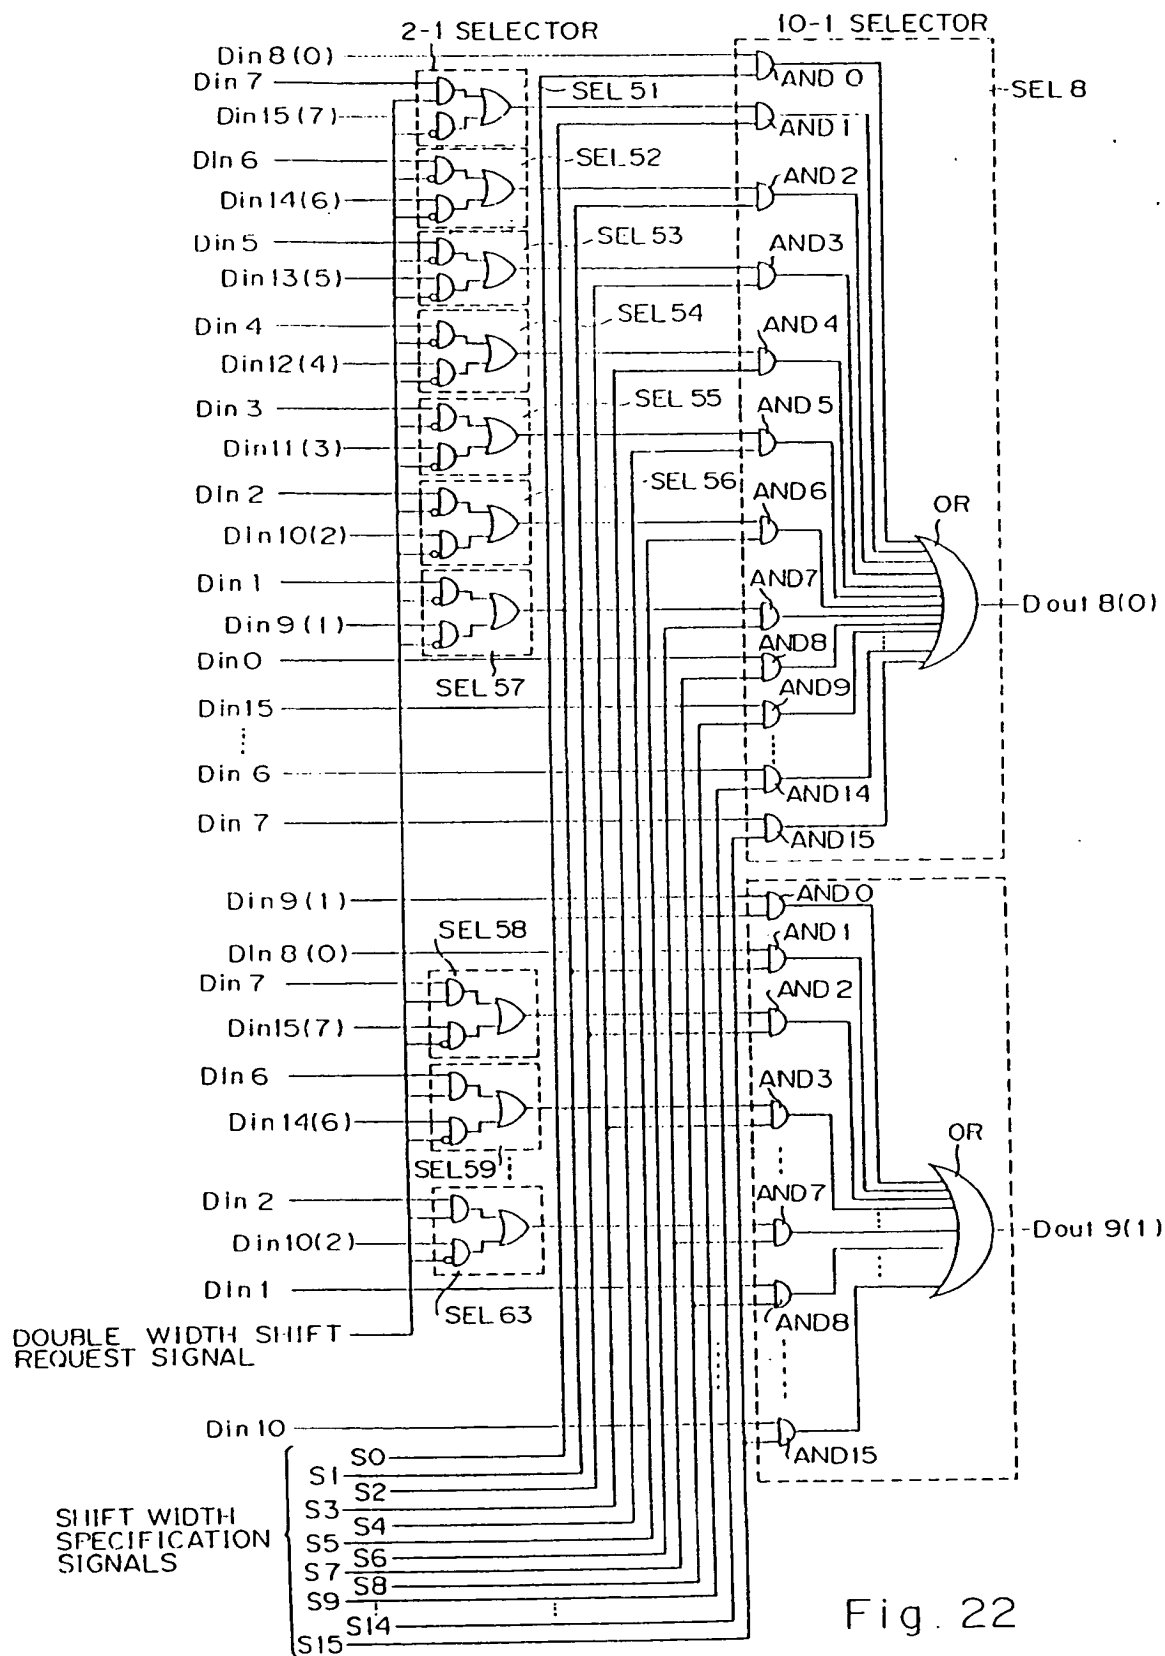 2-1 SELECTOR
10-1 SELECTOR
Din 8 (0)
AND 0
SEL 8
Din 7
SEL 51
Din 15 (7)
AND 1
DIn 6
SEL 52
AND 2
Din 14 (6)
Din 5
SEL 53
AND 3
Din 13 (5)
Din 4
SEL 54
AND 4
Din 12 (4)
Din 3
SEL 55
AND 5
Din 11 (3)
DIn 2
SEL 56
AND 6
DIn 10 (2)
OR
Din 1
AND 7
Dout 8(0)
Din 9 (1)
AND 8
Din 0
SEL 57
AND 9
Din 15
Din 6
AND 14
Din 7
AND 15
Din 9 (1)
AND 0
SEL 58
AND 1
DIn 8 (0)
Din 7
AND 2
Din 15 (7)
DIn 6
AND 3
Din 14 (6)
OR
SEL 59
DIn 2
AND 7
Din 10 (2)
Dout 9(1)
Din 1
SEL 63
AND 8
DOUBLE WIDTH SHIFT
REQUEST SIGNAL
Din 10
AND 15
S0
S1
S2
S3
S4
S5
S6
S7
S8
S9
S14
S15
SHIFT WIDTH
SPECIFICATION
SIGNALS
Fig. 22